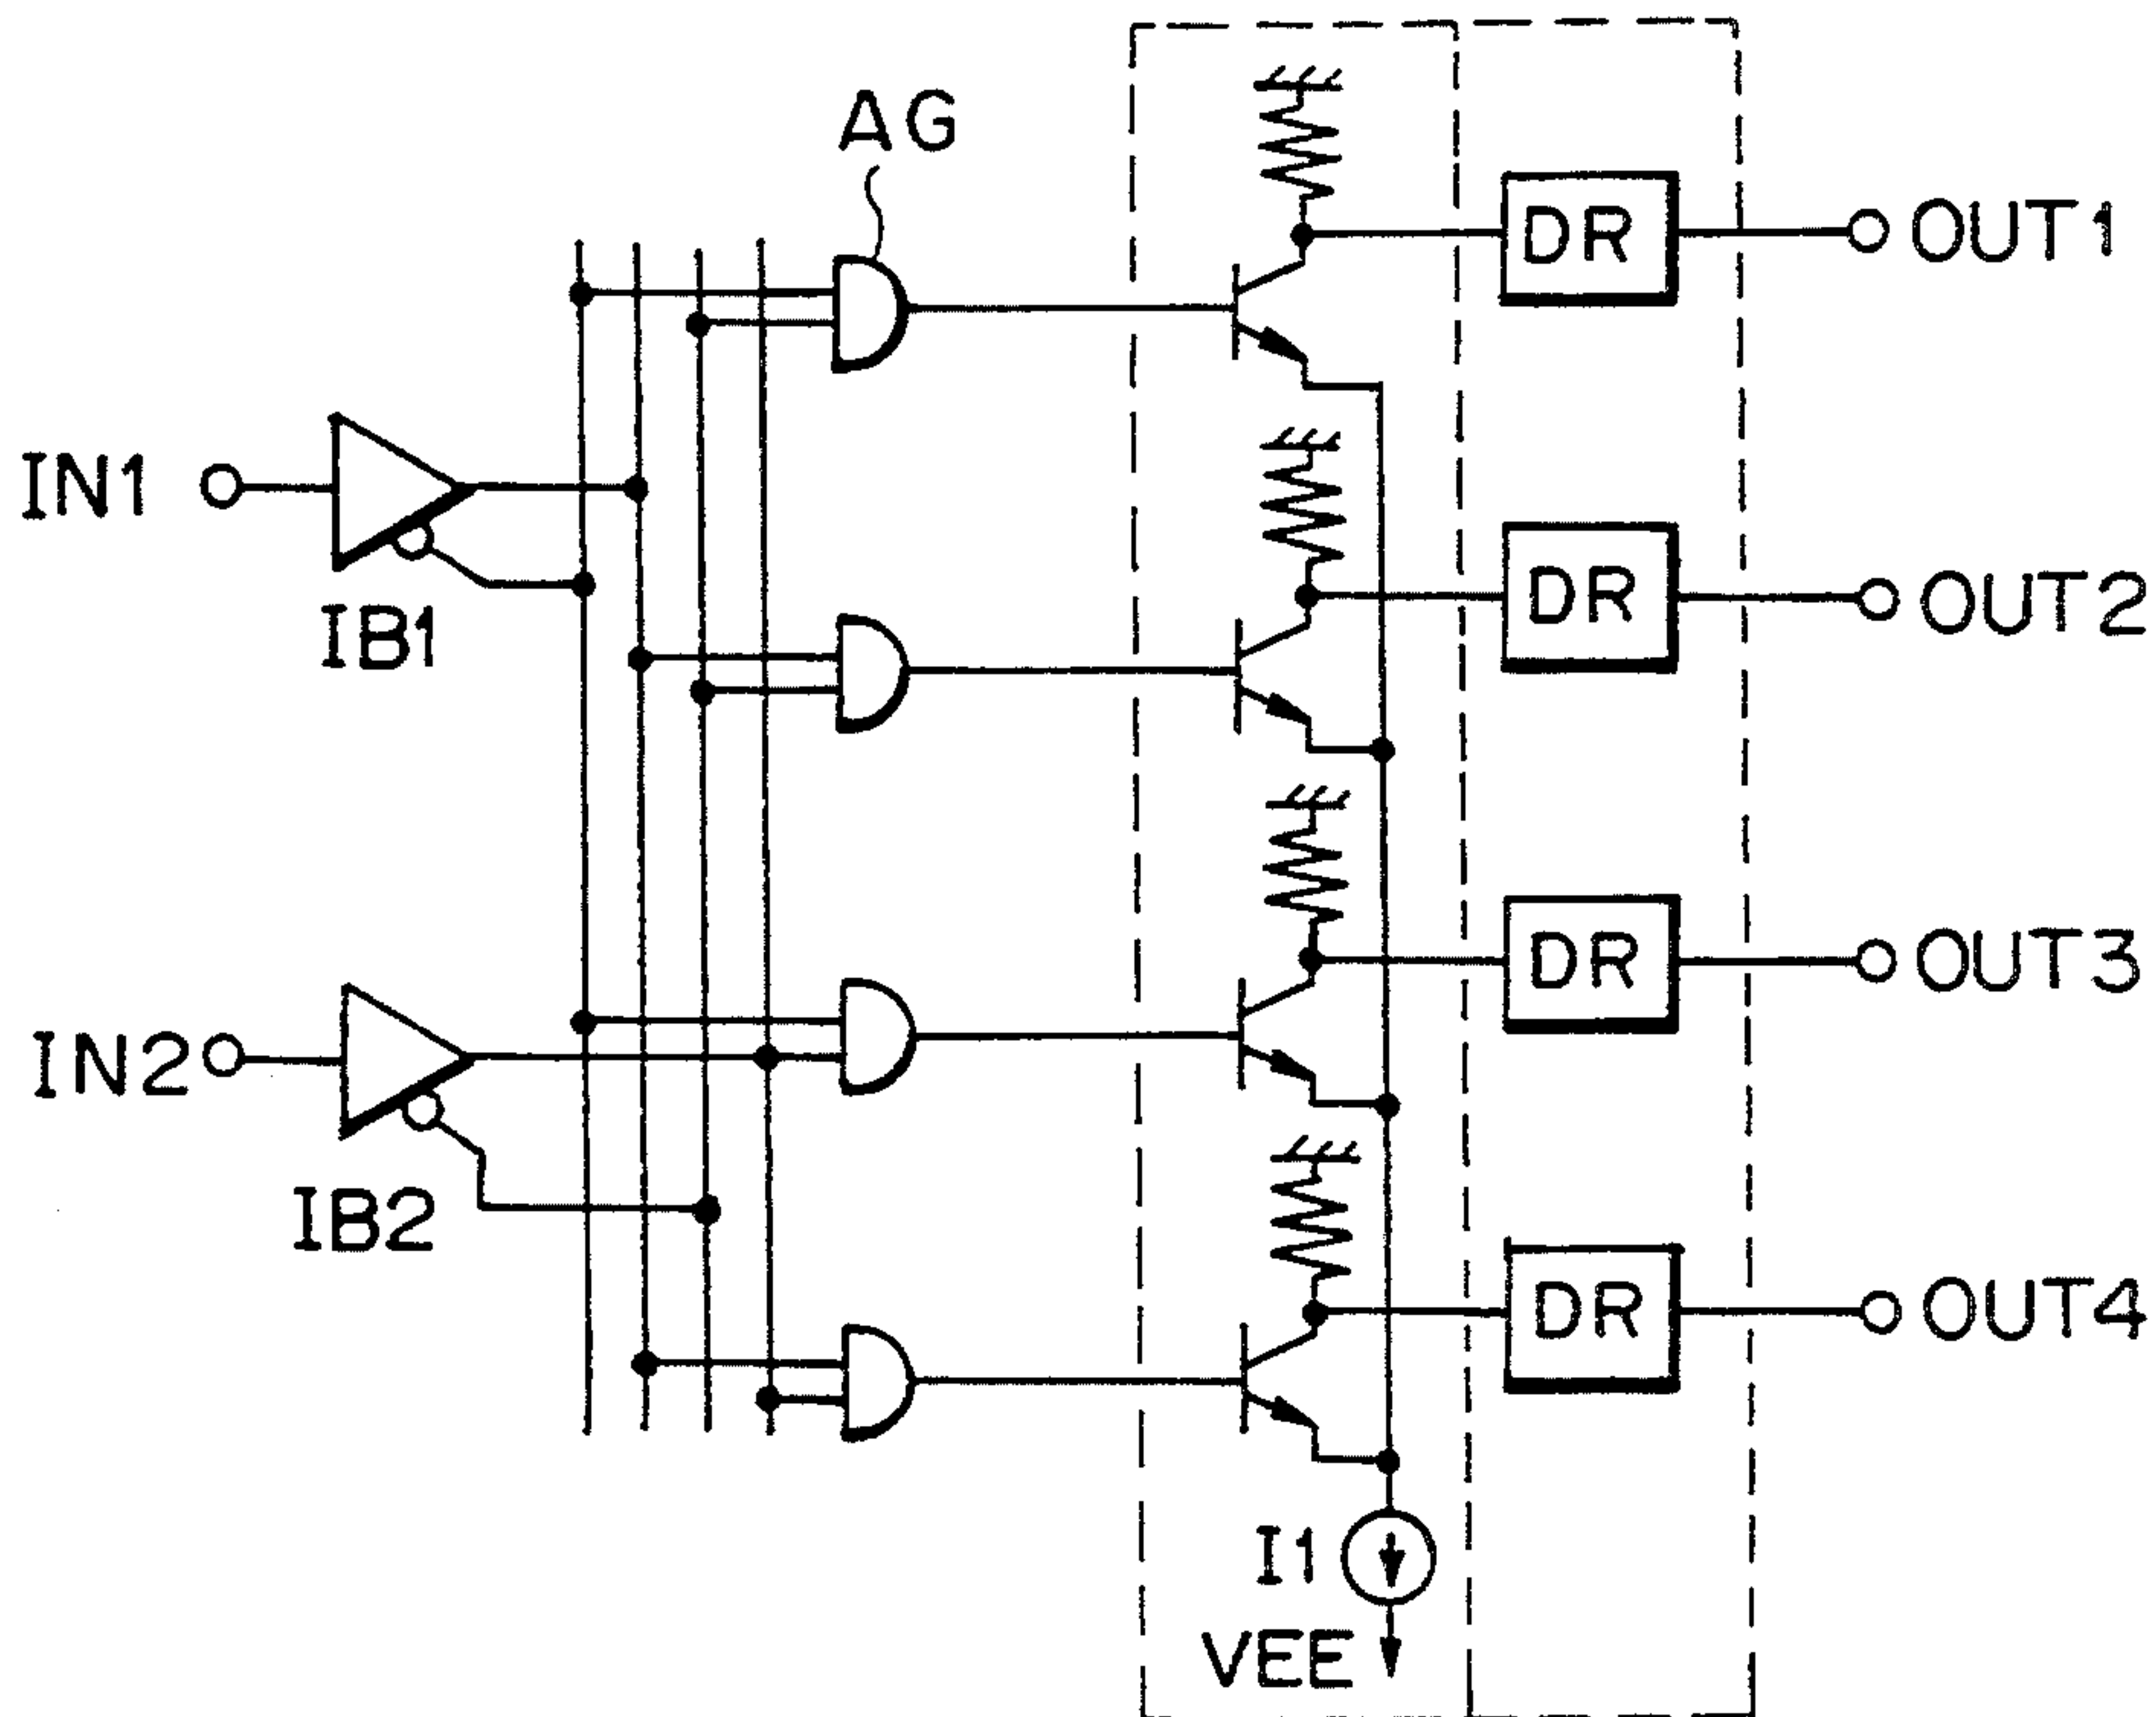 AG
DR
OUT1
IN1
IB1
DR
OUT2
DR
OUT3
IN2
IB2
DR
OUT4
I1
VEE